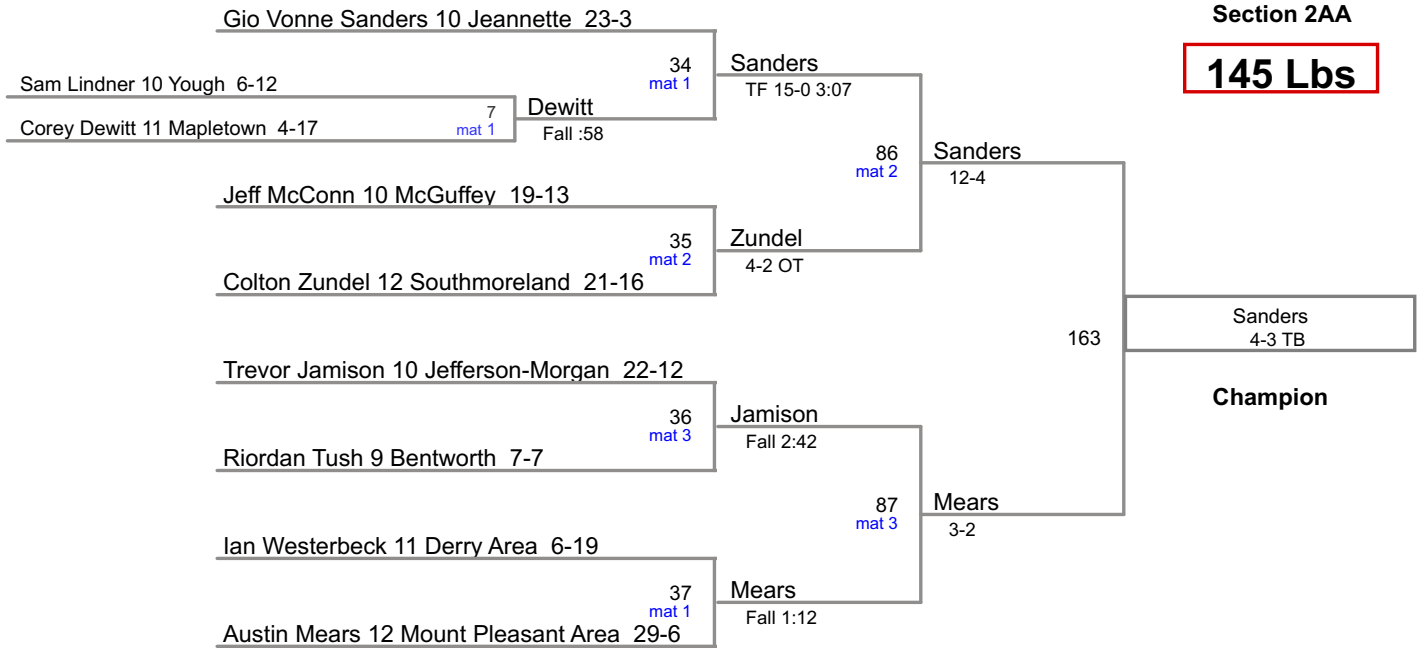 Section 2AA
145 Lbs
Gio Vonne Sanders 10 Jeannette 23-3
34
mat 1
Sanders
TF 15-0 3:07
Sam Lindner 10 Yough 6-12
7
mat 1
Dewitt
Fall :58
Corey Dewitt 11 Mapletown 4-17
86
mat 2
Sanders
12-4
Jeff McConn 10 McGuffey 19-13
35
mat 2
Zundel
4-2 OT
Colton Zundel 12 Southmoreland 21-16
163
Sanders
4-3 TB
Champion
Trevor Jamison 10 Jefferson-Morgan 22-12
36
mat 3
Jamison
Fall 2:42
Riordan Tush 9 Bentworth 7-7
87
mat 3
Mears
3-2
Ian Westerbeck 11 Derry Area 6-19
37
mat 1
Mears
Fall 1:12
Austin Mears 12 Mount Pleasant Area 29-6